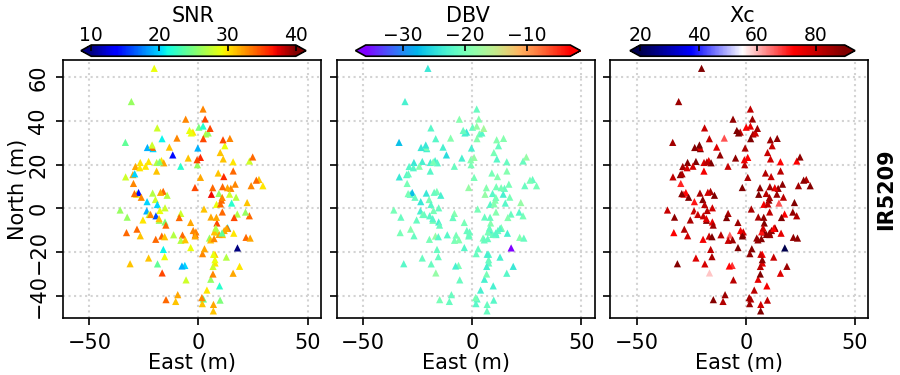 SNR DBV Xc
10 20 30 40 −30 −20 −10 20 40 60 80
60
40
20
0
−20
−40
North (m)
IR5209
−50 0 50 −50 0 50 −50 0 50
East (m) East (m) East (m)